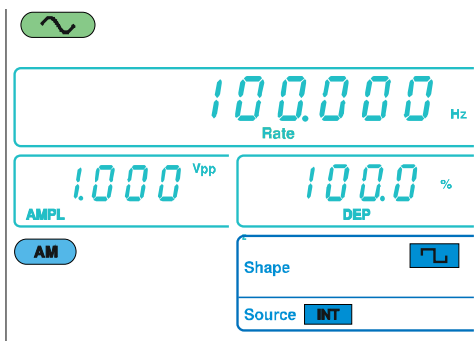 100.000 Hz
Rate
1.000 Vpp
AMPL
100.0 %
DEP
AM
Shape
Source INT